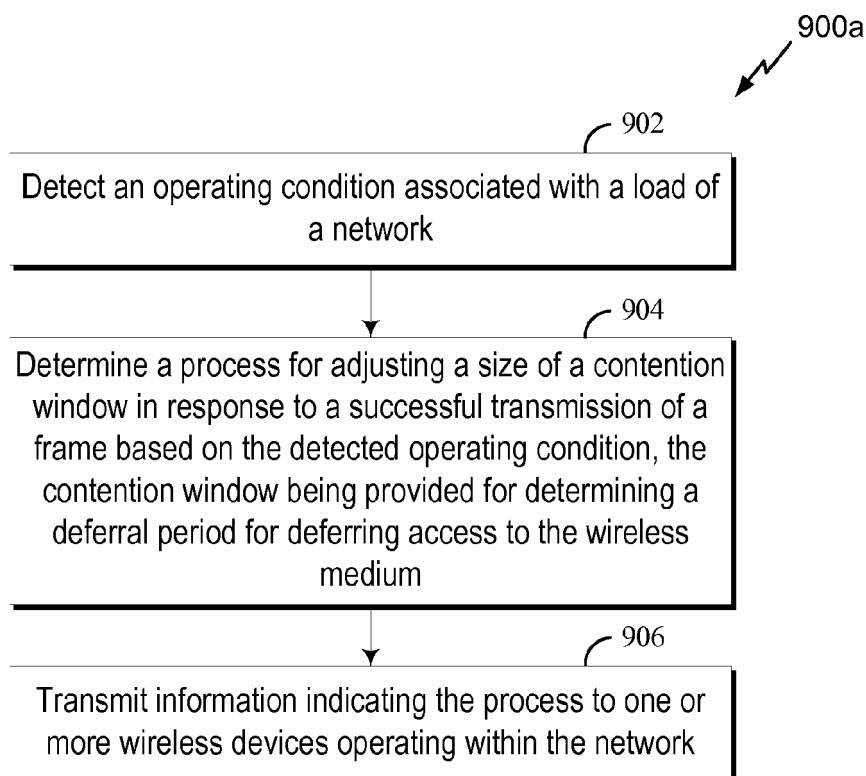 900a
902
Detect an operating condition associated with a load of
a network
904
Determine a process for adjusting a size of a contention
window in response to a successful transmission of a
frame based on the detected operating condition, the
contention window being provided for determining a
deferral period for deferring access to the wireless
medium
906
Transmit information indicating the process to one or
more wireless devices operating within the network